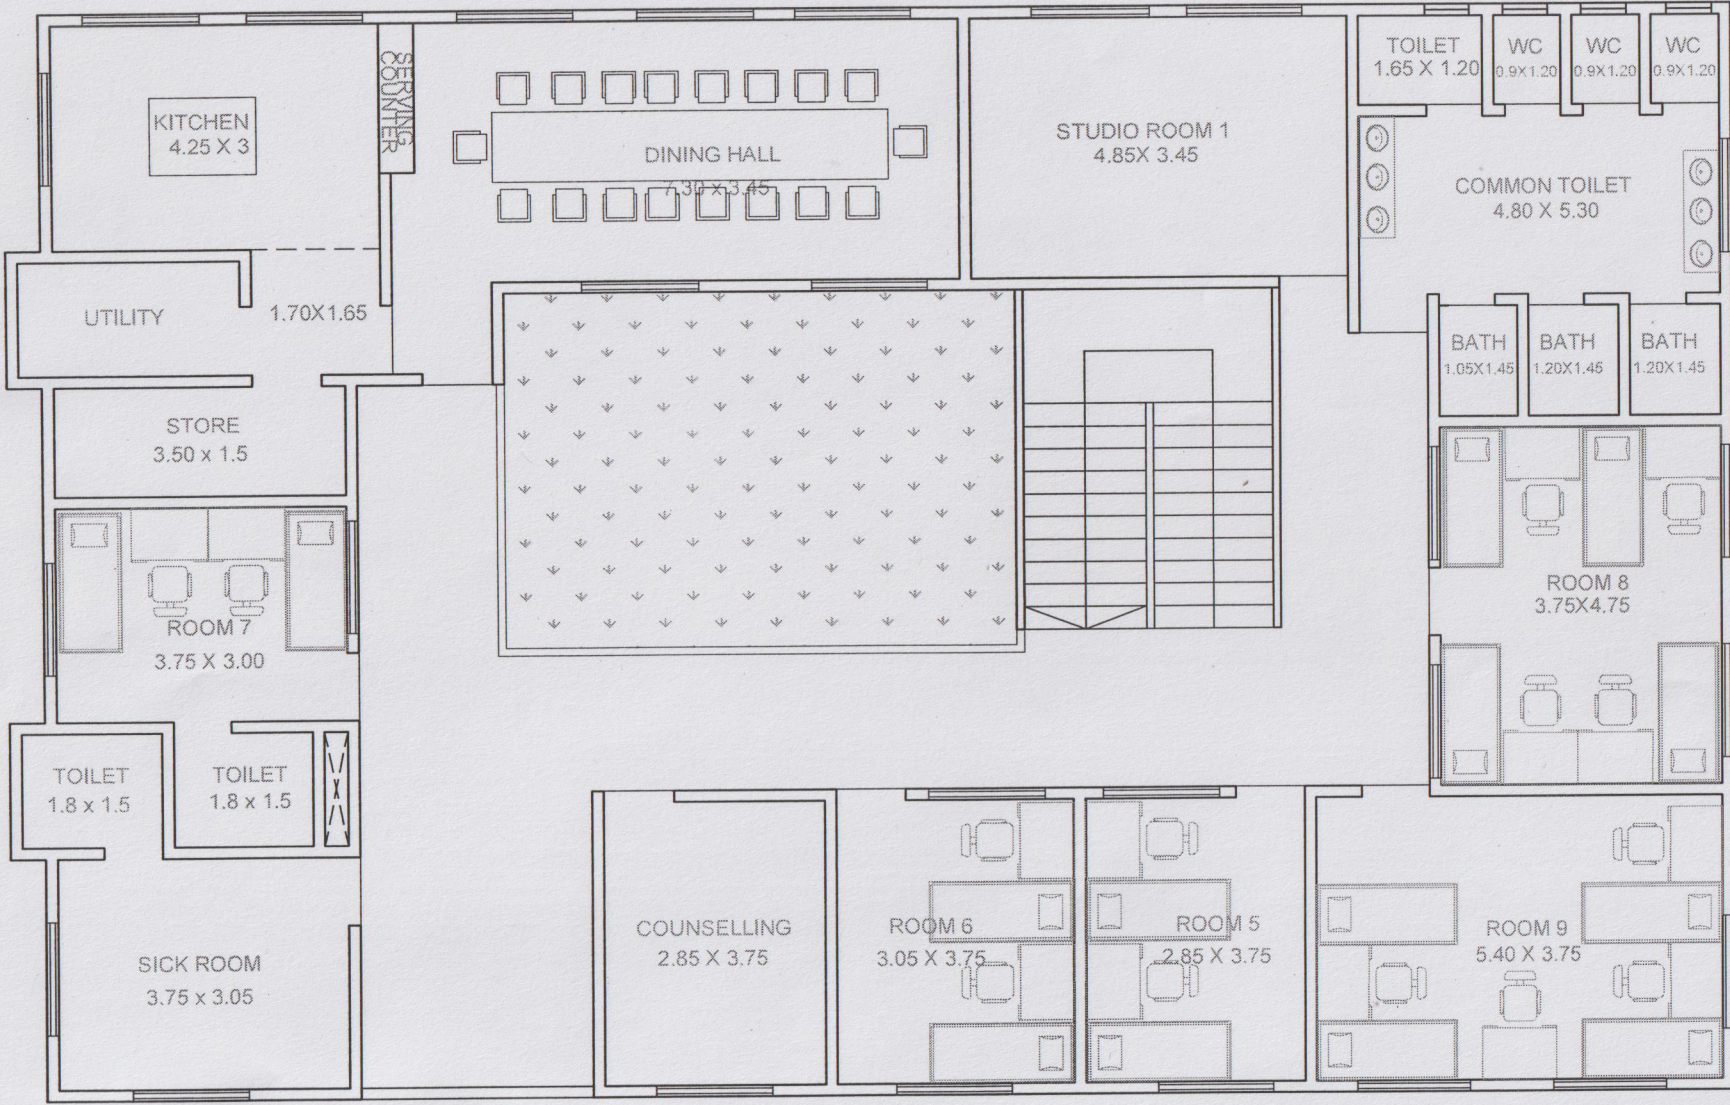 KITCHEN
4.25 X 3
SERVING
COUNTER
DINING HALL
7.30 x 3.45
STUDIO ROOM 1
4.85X 3.45
TOILET
1.65 X 1.20
WC
0.9X1.20
WC
0.9X1.20
WC
0.9X1.20
COMMON TOILET
4.80 X 5.30
UTILITY
1.70X1.65
BATH
1.05X1.45
BATH
1.20X1.45
BATH
1.20X1.45
STORE
3.50 x 1.5
ROOM 7
3.75 X 3.00
ROOM 8
3.75X4.75
TOILET
1.8 x 1.5
TOILET
1.8 x 1.5
SICK ROOM
3.75 x 3.05
COUNSELLING
2.85 X 3.75
ROOM 6
3.05 X 3.75
ROOM 5
2.85 X 3.75
ROOM 9
5.40 X 3.75